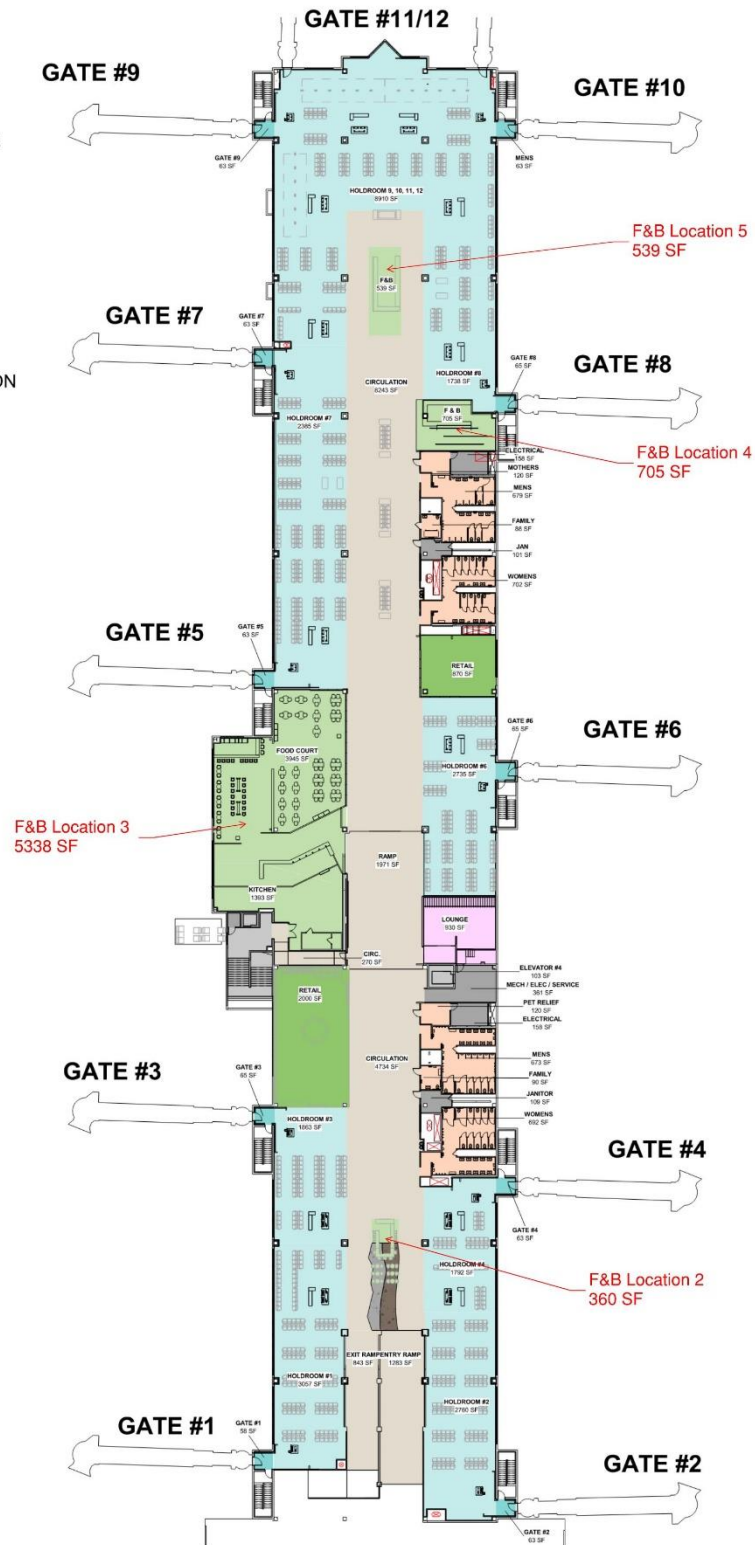 GATE #11/12
GATE #9
GATE #10
GATE #9
63 SF
MENS
63 SF
HOLDROOM 9, 10, 11, 12
8910 SF
F&B Location 5
539 SF
F&B
539 SF
GATE #7
GATE #7
63 SF
GATE #8
65 SF
GATE #8
ON
CIRCULATION
6243 SF
HOLDROOM #8
1738 SF
HOLDROOM #7
2385 SF
F & B
705 SF
F&B Location 4
705 SF
ELECTRICAL
158 SF
MOTHERS
120 SF
MENS
679 SF
FAMILY
88 SF
JAN
101 SF
WOMENS
702 SF
GATE #5
GATE #5
63 SF
RETAIL
870 SF
GATE #6
65 SF
GATE #6
FOOD COURT
3945 SF
HOLDROOM #6
2735 SF
F&B Location 3
5338 SF
RAMP
1971 SF
KITCHEN
1393 SF
LOUNGE
930 SF
CIRC.
270 SF
ELEVATOR #4
103 SF
MECH / ELEC / SERVICE
361 SF
RETAIL
2000 SF
PET RELIEF
120 SF
ELECTRICAL
159 SF
CIRCULATION
4734 SF
MENS
673 SF
GATE #3
GATE #3
65 SF
FAMILY
90 SF
JANITOR
109 SF
WOMENS
692 SF
HOLDROOM #3
1863 SF
GATE #4
GATE #4
63 SF
HOLDROOM #4
1792 SF
F&B Location 2
360 SF
EXIT RAMP
843 SF
ENTRY RAMP
1283 SF
HOLDROOM #1
3057 SF
HOLDROOM #2
2760 SF
GATE #1
GATE #1
58 SF
GATE #2
GATE #2
63 SF